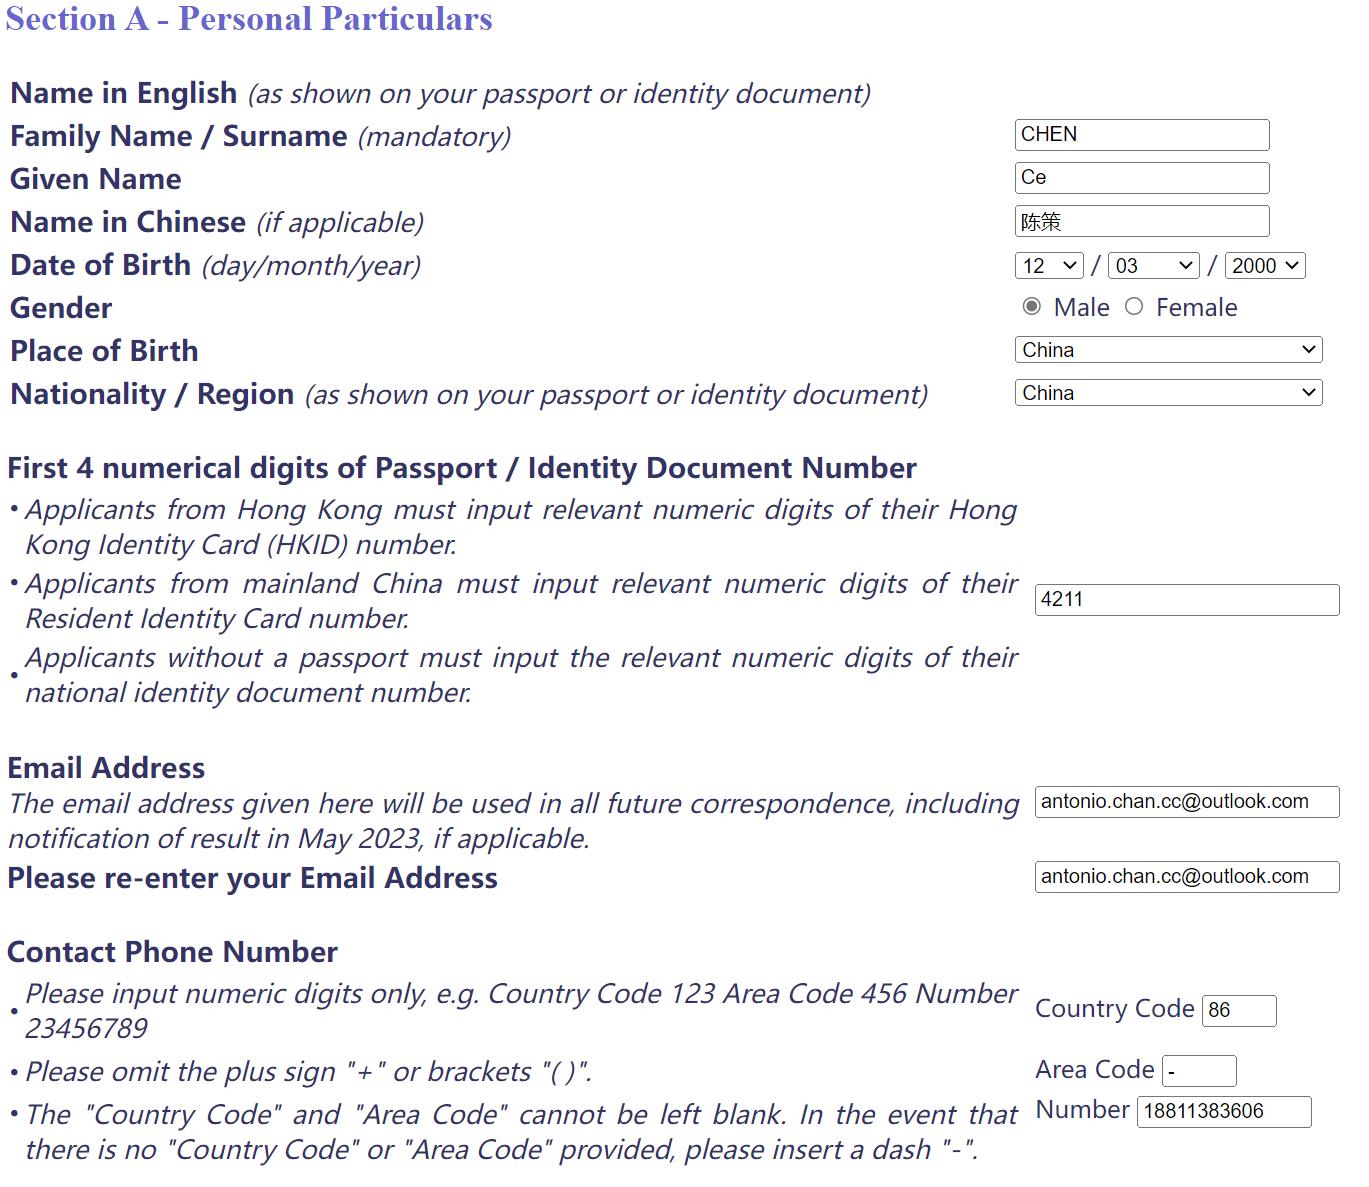 Section A - Personal Particulars
Name in English (as shown on your passport or identity document)
Family Name / Surname (mandatory) CHEN
Given Name Ce
Name in Chinese (if applicable) 陈策
Date of Birth (day/month/year) 12 / 03 / 2000
Gender Male Female
Place of Birth China
Nationality / Region (as shown on your passport or identity document) China
First 4 numerical digits of Passport / Identity Document Number
• Applicants from Hong Kong must input relevant numeric digits of their Hong
Kong Identity Card (HKID) number.
• Applicants from mainland China must input relevant numeric digits of their
Resident Identity Card number.
4211
• Applicants without a passport must input the relevant numeric digits of their
national identity document number.
Email Address
The email address given here will be used in all future correspondence, including
notification of result in May 2023, if applicable.
antonio.chan.cc@outlook.com
Please re-enter your Email Address antonio.chan.cc@outlook.com
Contact Phone Number
• Please input numeric digits only, e.g. Country Code 123 Area Code 456 Number
23456789
Country Code 86
• Please omit the plus sign "+" or brackets "( )".
Area Code -
• The "Country Code" and "Area Code" cannot be left blank. In the event that
there is no "Country Code" or "Area Code" provided, please insert a dash "-".
Number 18811383606